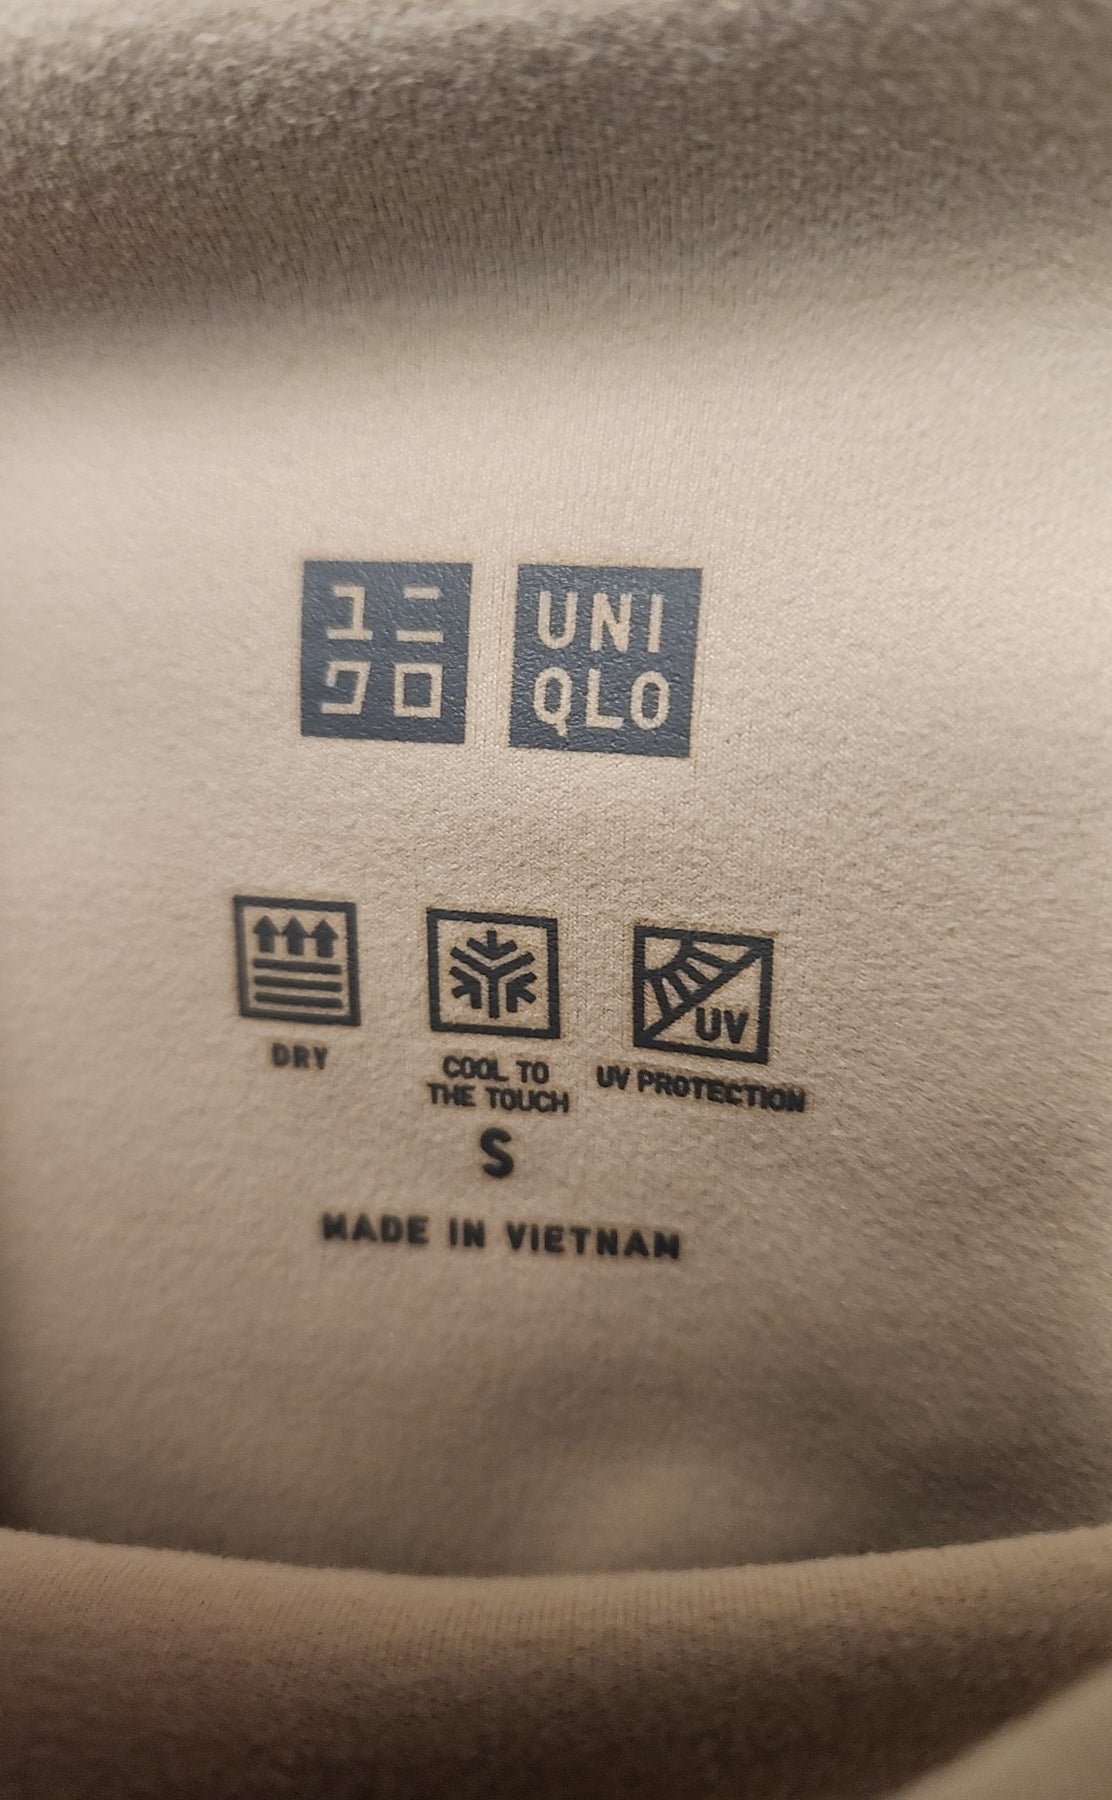 ユニ
クロ
UNI
QLO
UV
DRY
COOL TO
THE TOUCH
UV PROTECTION
S
MADE IN VIETNAM